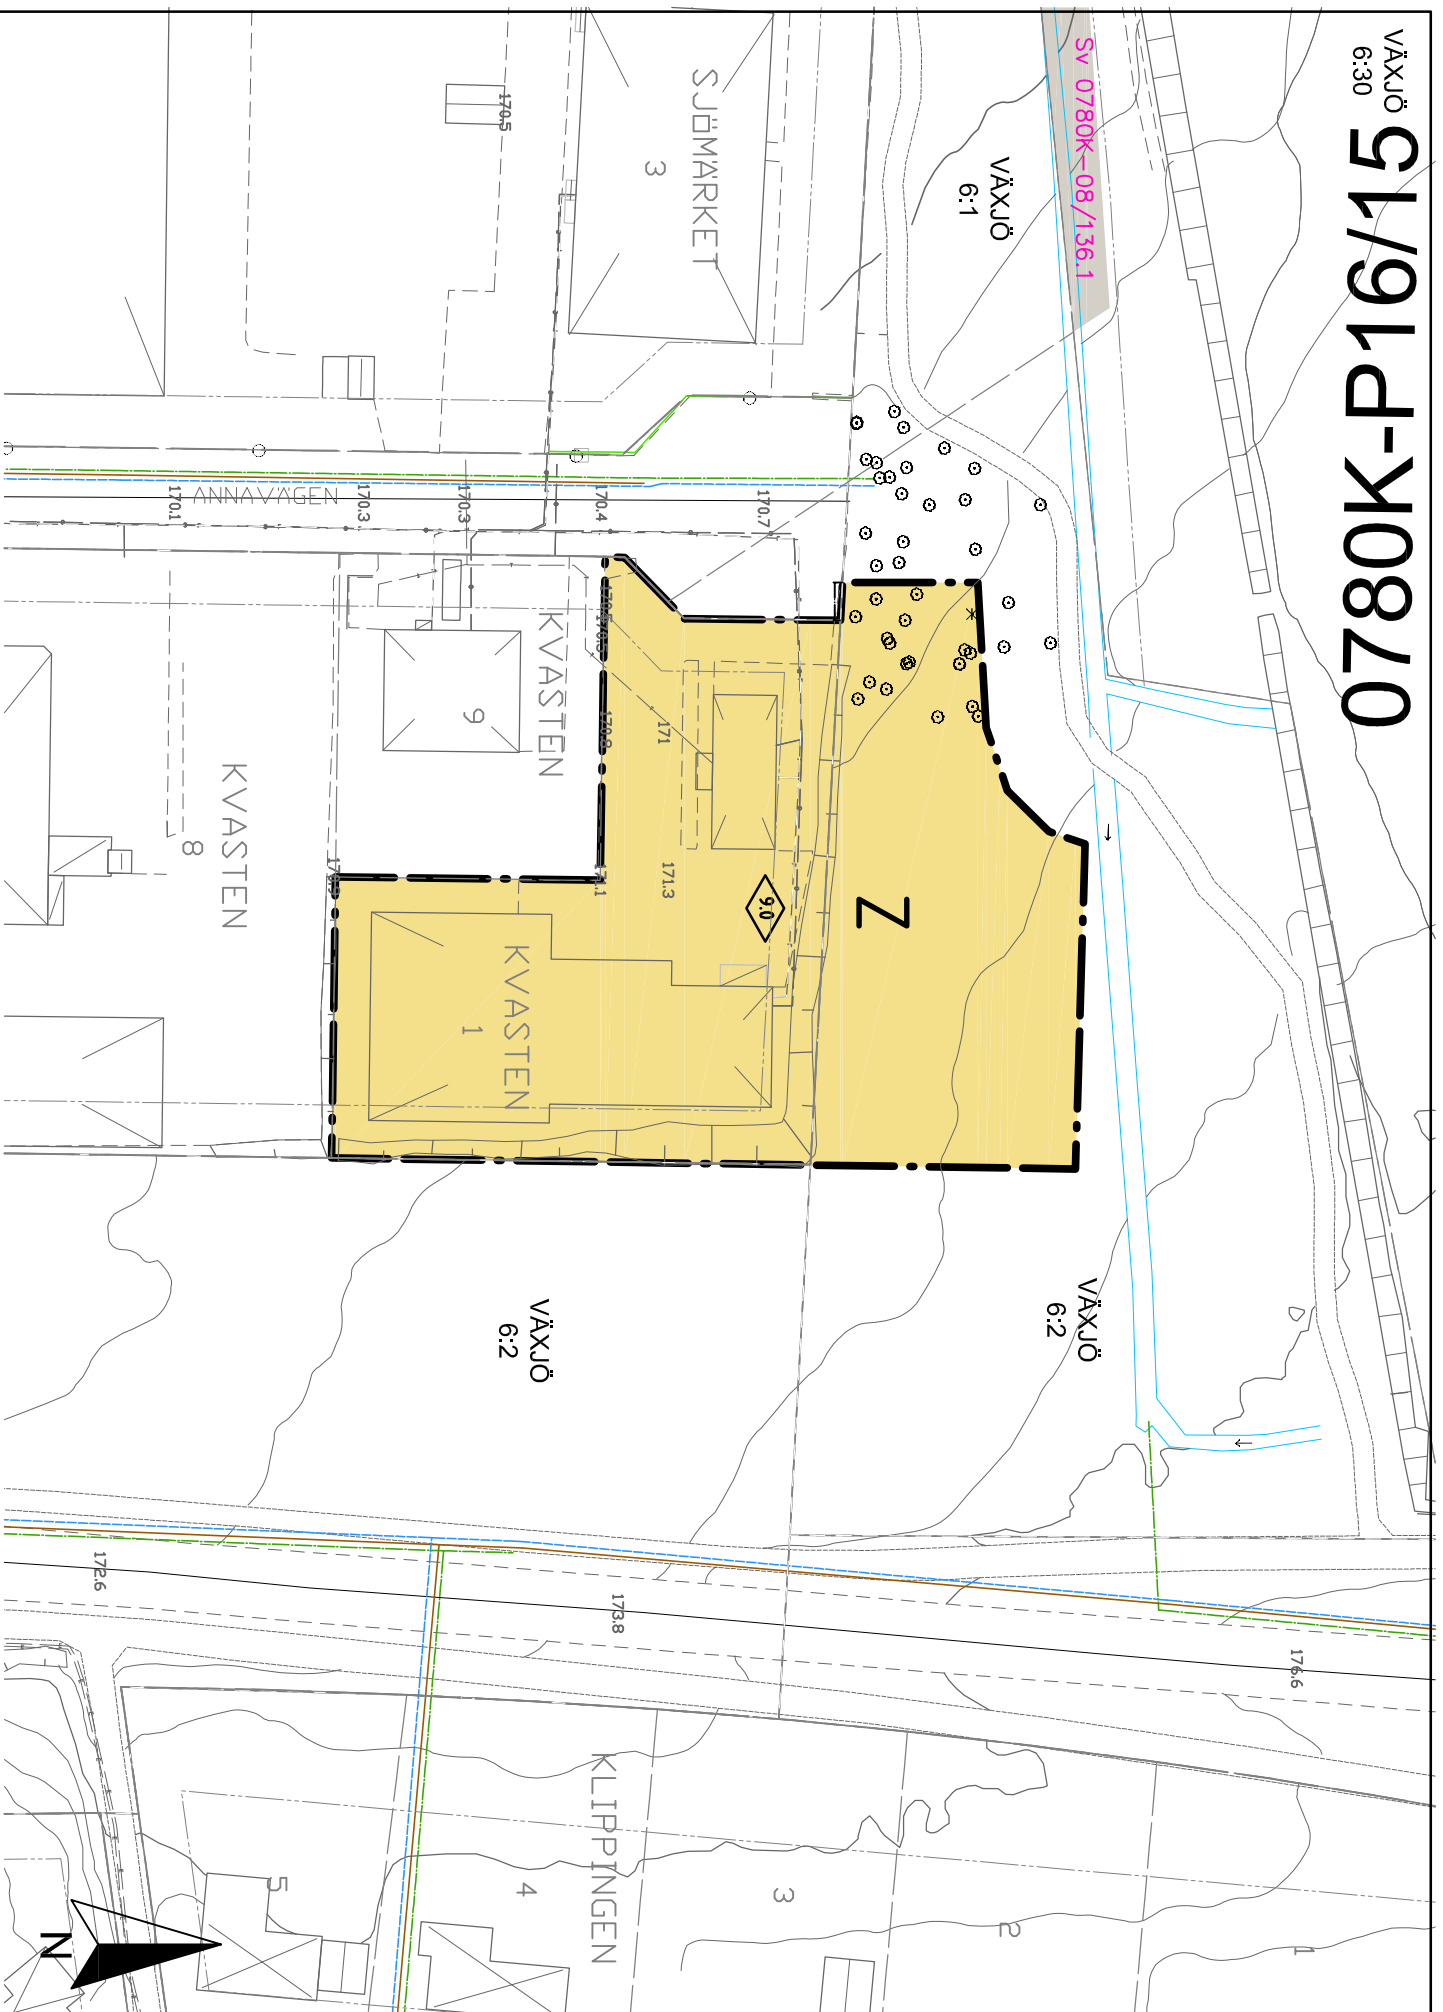 VÄXJÖ
6:30
0780K-P16/15
Sv 0780K-08/136.1
VÄXJÖ
6:1
SJÖMÄRKET
3
170.5
ANNAVÄGEN
170.1
170.3
170.3
170.4
170.7
KVASTEN
9
KVASTEN
8
170.8
171
171.1
171.3
9.0
Z
KVASTEN
1
VÄXJÖ
6:2
VÄXJÖ
6:2
172.6
173.8
176.6
KLIPPINGEN
5
4
3
2
1
N